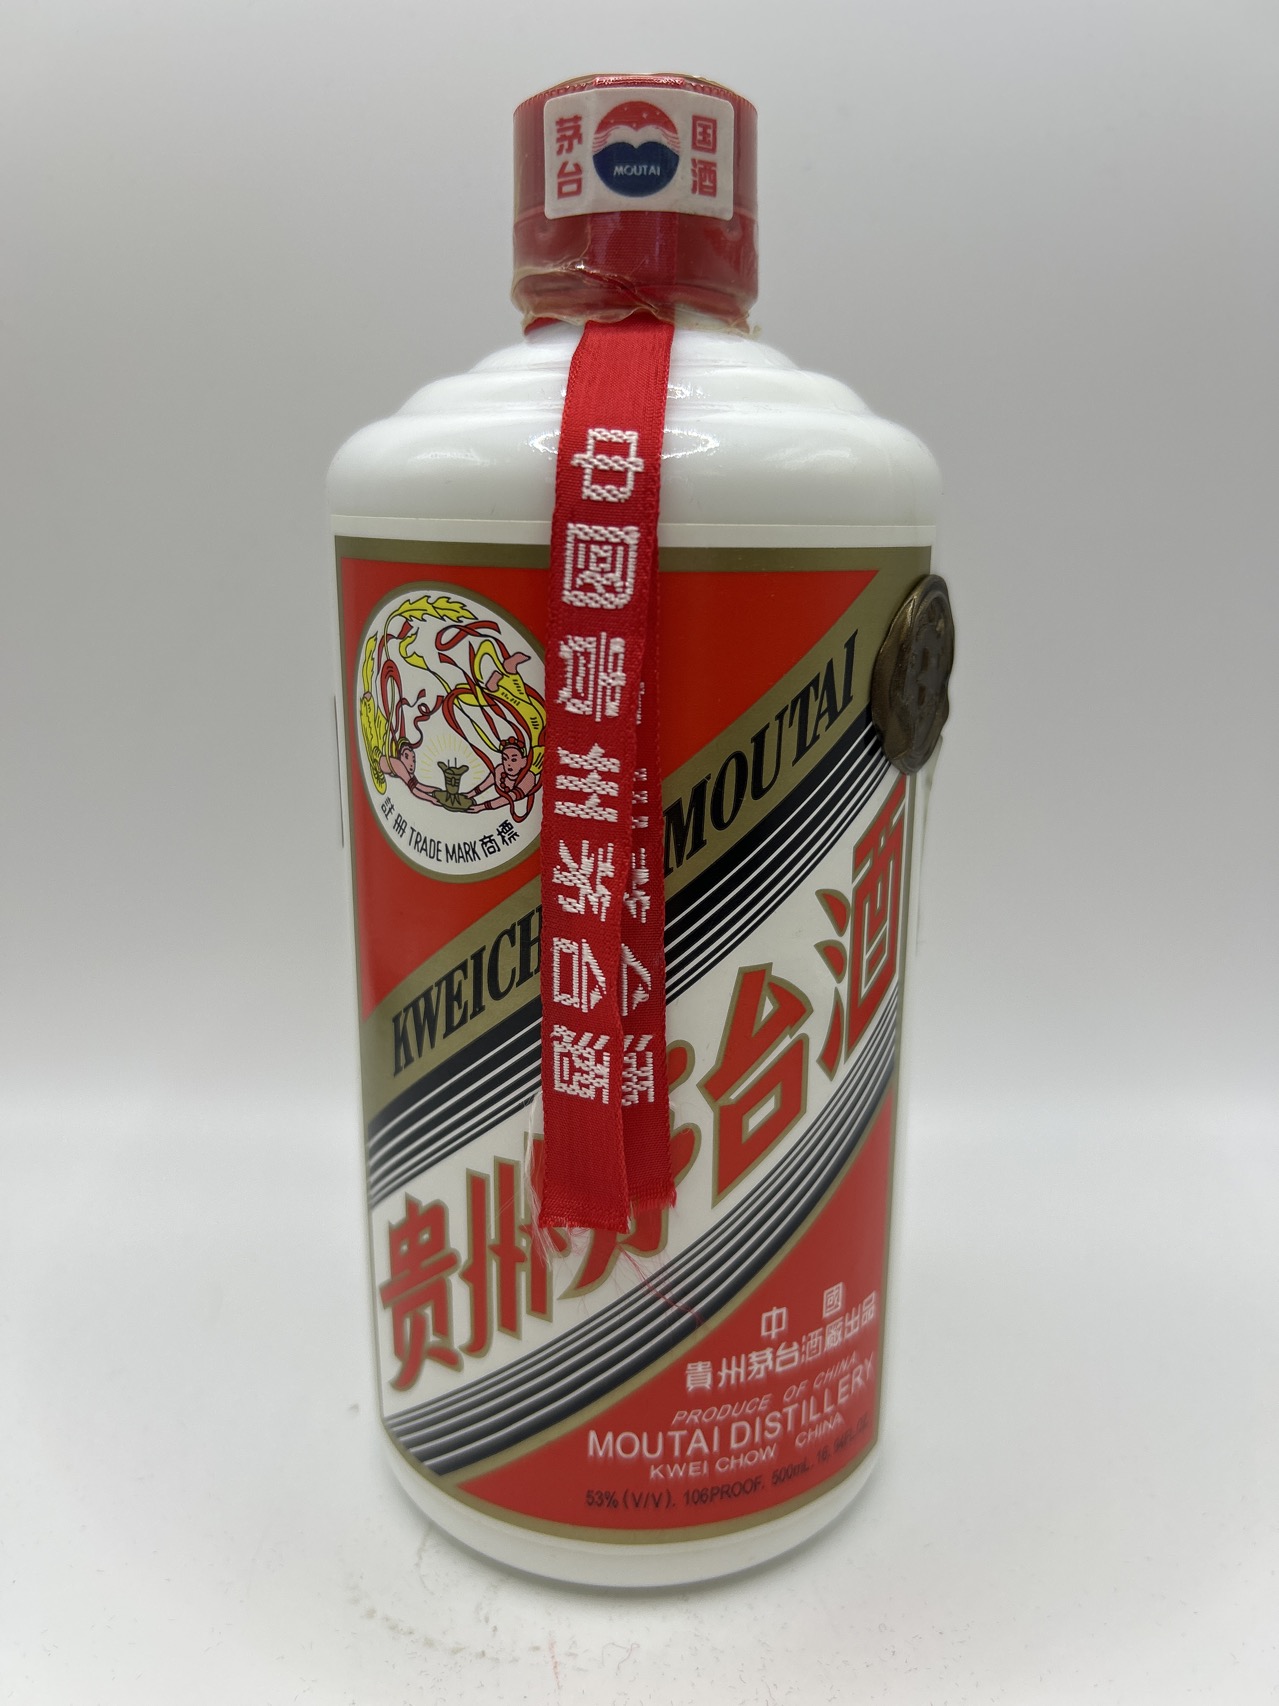 茅台
MOUTAI
国酒
中國貴州茅台酒
註册 TRADE MARK 商標
KWEICH
MOUTAI
贵州茅台酒
中國
貴州茅台酒厰出品
PRODUCE OF CHINA
MOUTAI DISTILLERY
KWEI CHOW CHINA
53% (V/V). 106PROOF. 500mL.